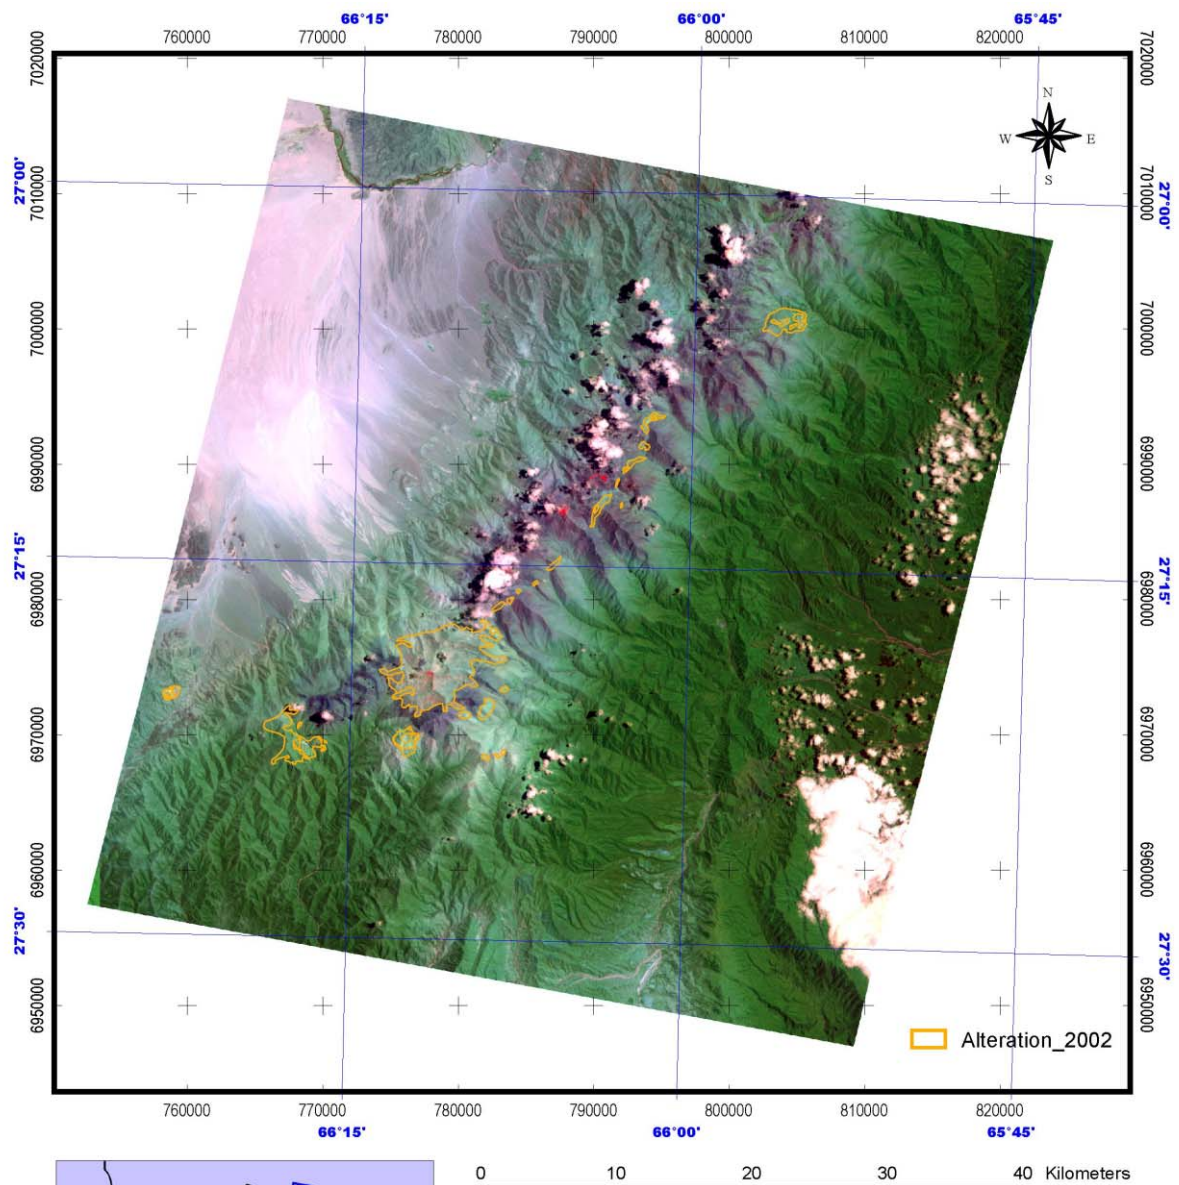 66°15' 66°00' 65°45'
760000 770000 780000 790000 800000 810000 820000
7020000 7020000
N
W E
S
27°00' 7010000 7010000 27°00'
7000000 7000000
6990000 6990000
27°15' 6980000 6980000 27°15'
6970000 6970000
6960000 6960000
27°30' 6950000 6950000 27°30'
Alteration_2002
760000 770000 780000 790000 800000 810000 820000
66°15' 66°00' 65°45'
0 10 20 30 40 Kilometers